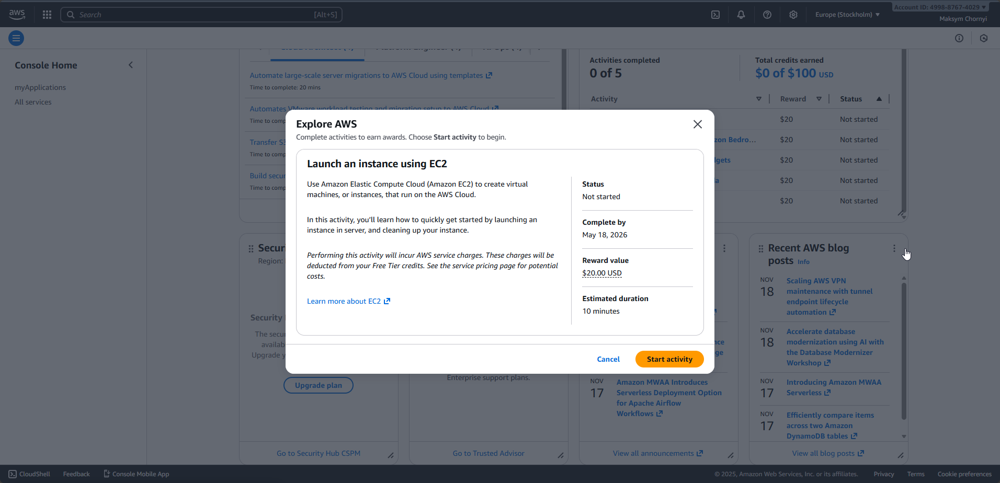 aws
Search
[Alt+S]
Europe (Stockholm)
Account ID: 4998-8767-4029
Maksym Chornyi
Console Home
myApplications
All services
Cloud Architect (4)
Platform Engineer (4)
Automate large-scale server migrations to AWS Cloud using templates
Time to complete: 20 mins
Automates VMware workload testing and migration setup to AWS Cloud
Time to comp
Transfer S3
Time to comp
Build secur
Time to comp
Activities completed
0 of 5
Total credits earned
$0 of $100 USD
Activity
Reward
Status
$20
Not started
zon Bedro...
$20
Not started
dgets
$20
Not started
da
$20
Not started
$20
Not started
Explore AWS
Complete activities to earn awards. Choose Start activity to begin.
Launch an instance using EC2
Use Amazon Elastic Compute Cloud (Amazon EC2) to create virtual
machines, or instances, that run on the AWS Cloud.
In this activity, you'll learn how to quickly get started by launching an
instance in server, and cleaning up your instance.
Performing this activity will incur AWS service charges. These charges will be
deducted from your Free Tier credits. See the service pricing page for potential
costs.
Learn more about EC2
Status
Not started
Complete by
May 18, 2026
Reward value
$20.00 USD
Estimated duration
10 minutes
Cancel
Start activity
Secur
Region:
Security
The secur
availab
Upgrade y
Upgrade plan
Go to Security Hub CSPM
Enterprise support plans.
Go to Trusted Advisor
nce
ge
NOV
17
Amazon MWAA Introduces
Serverless Deployment Option
for Apache Airflow
Workflows
View all announcements
Recent AWS blog
posts Info
NOV
18
Scaling AWS VPN
maintenance with tunnel
endpoint lifecycle
automation
NOV
18
Accelerate database
modernization using AI with
the Database Modernizer
Workshop
NOV
17
Introducing Amazon MWAA
Serverless
NOV
17
Efficiently compare items
across two Amazon
DynamoDB tables
View all blog posts
CloudShell
Feedback
Console Mobile App
© 2025, Amazon Web Services, Inc. or its affiliates.
Privacy
Terms
Cookie preferences